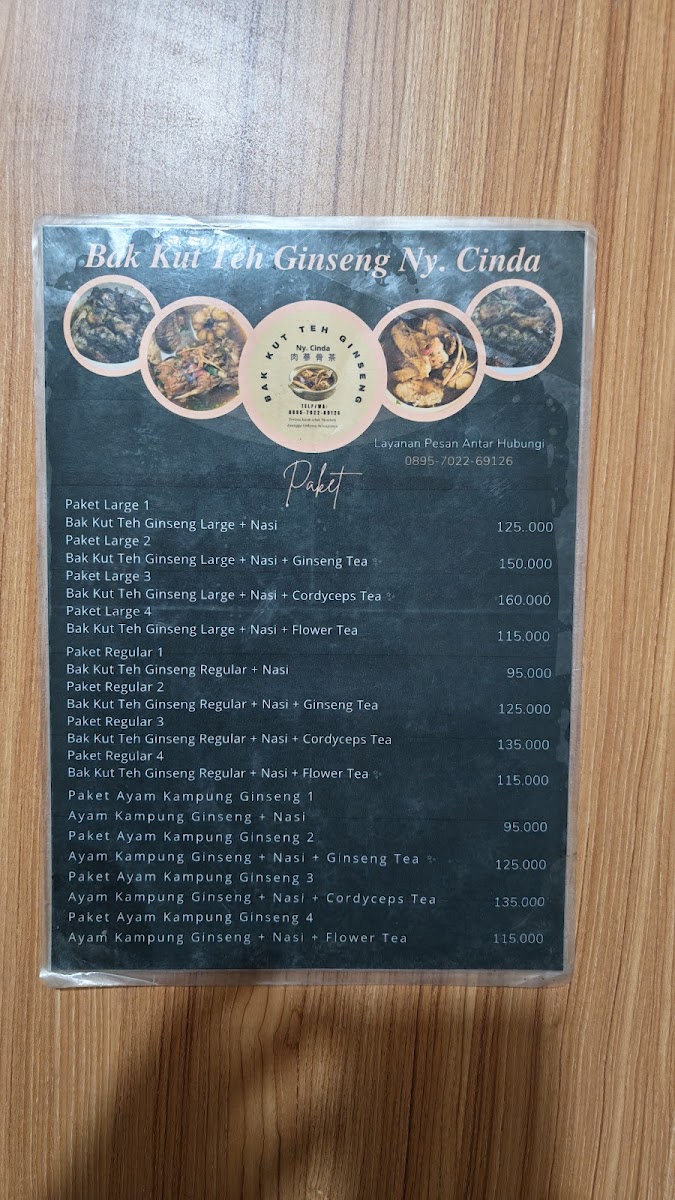 Bak Kut Teh Ginseng Ny. Cinda
BAK KUT TEH GINSENG
Ny. Cinda
肉参骨茶
TELP/WA:
0895-7022-69126
Layanan Pesan Antar Hubungi
0895-7022-69126
Paket
Paket Large 1
Bak Kut Teh Ginseng Large + Nasi 125..000
Paket Large 2
Bak Kut Teh Ginseng Large + Nasi + Ginseng Tea 150.000
Paket Large 3
Bak Kut Teh Ginseng Large + Nasi + Cordyceps Tea 160.000
Paket Large 4
Bak Kut Teh Ginseng Large + Nasi + Flower Tea 115.000
Paket Regular 1
Bak Kut Teh Ginseng Regular + Nasi 95.000
Paket Regular 2
Bak Kut Teh Ginseng Regular + Nasi + Ginseng Tea 125.000
Paket Regular 3
Bak Kut Teh Ginseng Regular + Nasi + Cordyceps Tea 135.000
Paket Regular 4
Bak Kut Teh Ginseng Regular + Nasi + Flower Tea 115.000
Paket Ayam Kampung Ginseng 1
Ayam Kampung Ginseng + Nasi 95.000
Paket Ayam Kampung Ginseng 2
Ayam Kampung Ginseng + Nasi + Ginseng Tea 125.000
Paket Ayam Kampung Ginseng 3
Ayam Kampung Ginseng + Nasi + Cordyceps Tea 135.000
Paket Ayam Kampung Ginseng 4
Ayam Kampung Ginseng + Nasi + Flower Tea 115.000